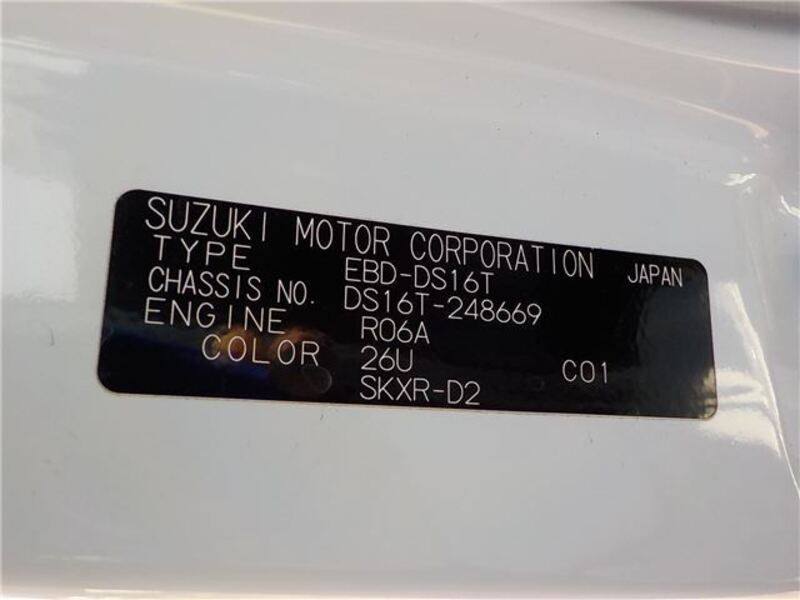 SUZUKI MOTOR CORPORATION JAPAN
TYPE EBD-DS16T
CHASSIS NO. DS16T-248669
ENGINE R06A
COLOR 26U C01
SKXR-D2